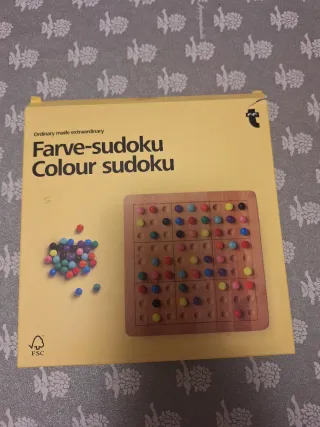 Ordinary made extraordinary
Farve-sudoku
Colour sudoku
t
FSC